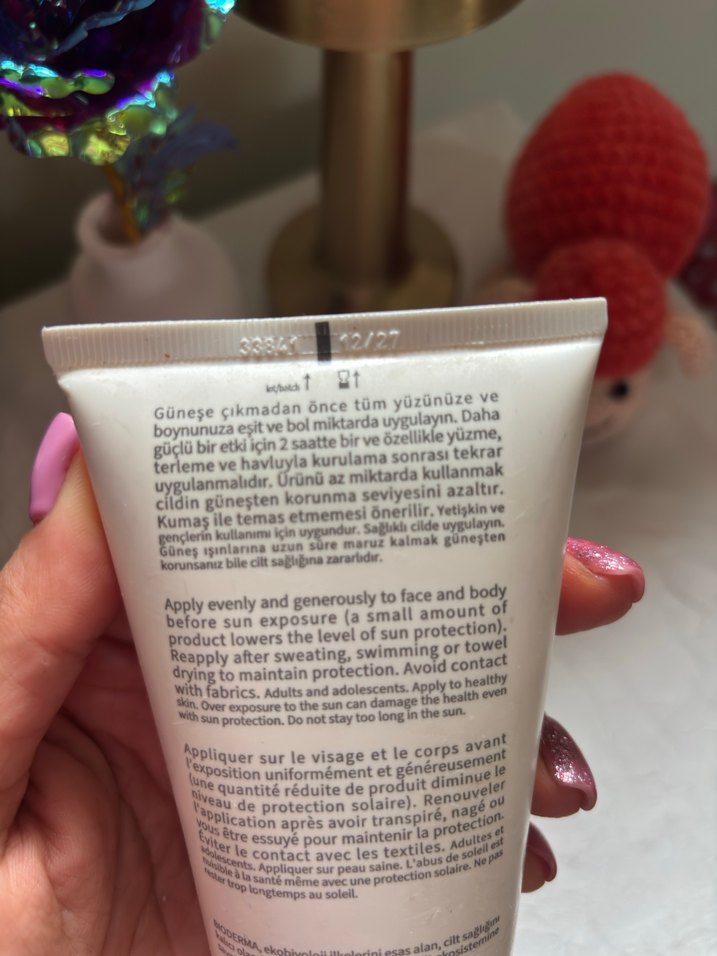 33841 12/27
lot/batch
Güneşe çıkmadan önce tüm yüzünüze ve
boynunuza eşit ve bol miktarda uygulayın. Daha
güçlü bir etki için 2 saatte bir ve özellikle yüzme,
terleme ve havluyla kurulama sonrası tekrar
uygulanmalıdır. Ürünü az miktarda kullanmak
cildin güneşten korunma seviyesini azaltır.
Kumaş ile temas etmemesi önerilir. Yetişkin ve
gençlerin kullanımı için uygundur. Sağlıklı cilde uygulayın.
Güneş ışınlarına uzun süre maruz kalmak güneşten
korunsanız bile cilt sağlığına zararlıdır.
Apply evenly and generously to face and body
before sun exposure (a small amount of
product lowers the level of sun protection).
Reapply after sweating, swimming or towel
drying to maintain protection. Avoid contact
with fabrics. Adults and adolescents. Apply to healthy
skin. Over exposure to the sun can damage the health even
with sun protection. Do not stay too long in the sun.
Appliquer sur le visage et le corps avant
l'exposition uniformément et généreusement
(une quantité réduite de produit diminue le
niveau de protection solaire). Renouveler
l'application après avoir transpiré, nagé ou
vous être essuyé pour maintenir la protection.
Éviter le contact avec les textiles. Adultes et
adolescents. Appliquer sur peau saine. L'abus de soleil est
nuisible à la santé même avec une protection solaire. Ne pas
rester trop longtemps au soleil.
BIODERMA, ekobiyoloji ilkelerini esas alan, cilt sağlığını
kalıcı ekosistemine